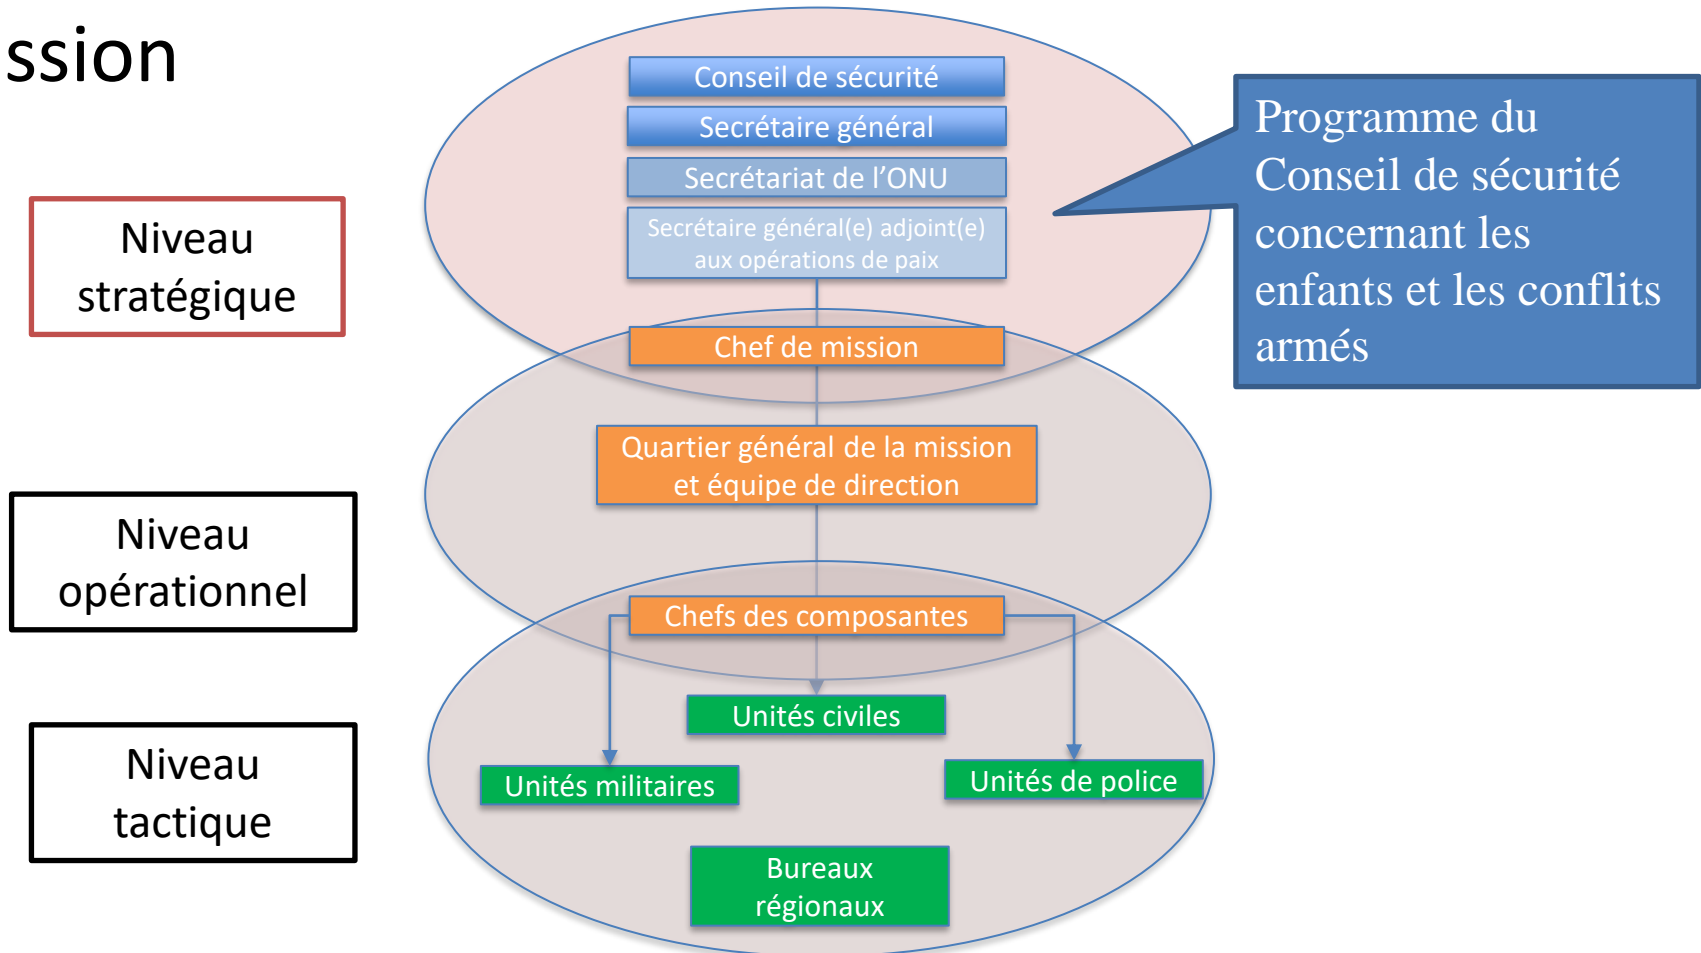 ssion
Conseil de sécurité
Secrétaire général
Secrétariat de l’ONU
Secrétaire général(e) adjoint(e)
aux opérations de paix
Programme du
Conseil de sécurité
concernant les
enfants et les conflits
armés
Niveau
stratégique
Chef de mission
Quartier général de la mission
et équipe de direction
Niveau
opérationnel
Chefs des composantes
Unités civiles
Niveau
tactique
Unités militaires
Unités de police
Bureaux
régionaux